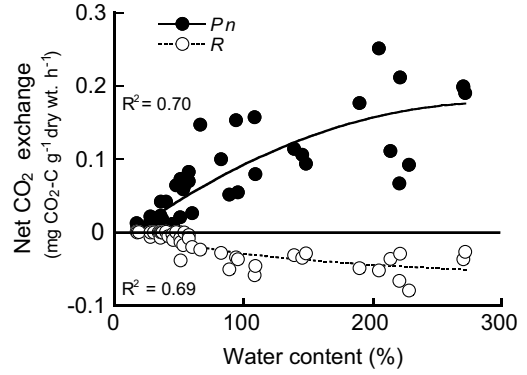 0.3
Pn
R
0.2
R² = 0.70
0.1
0
R² = 0.69
-0.1
0
100
200
300
Net CO₂ exchange
(mg CO₂-C g⁻¹ dry wt. h⁻¹)
Water content (%)